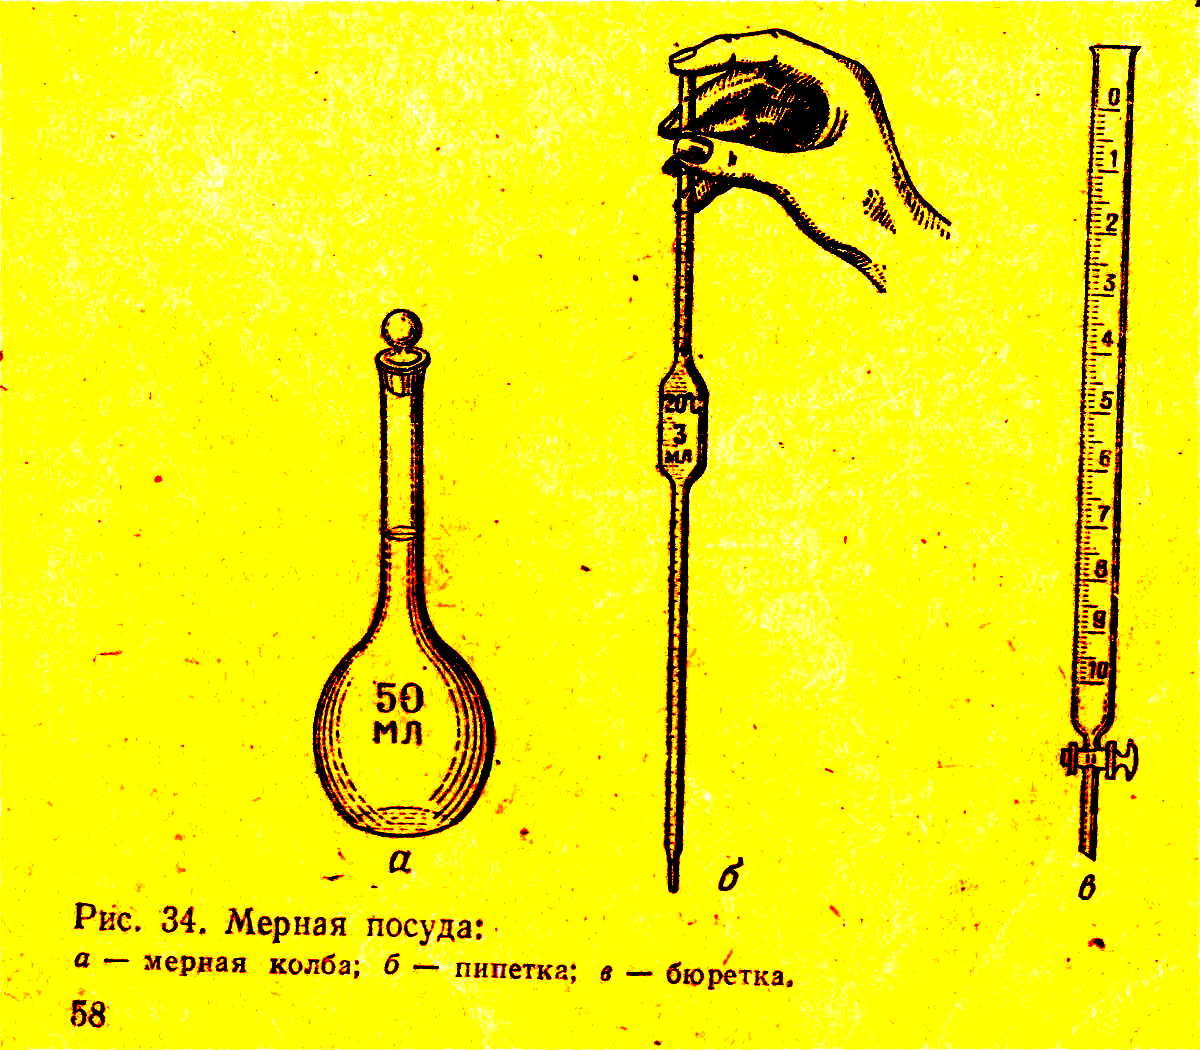 0
1
2
3
4
5
6
7
8
9
10
20°C
3
мл
50
мл
а
б
в
Рис. 34. Мерная посуда:
а — мерная колба; б — пипетка; в — бюретка.
58